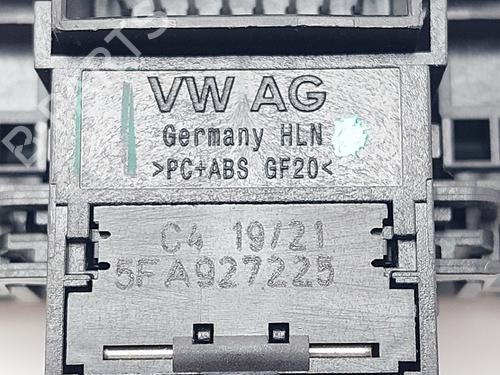 VW AG
Germany HLN
>PC+ABS GF20<
C4 19/21
5FA927225